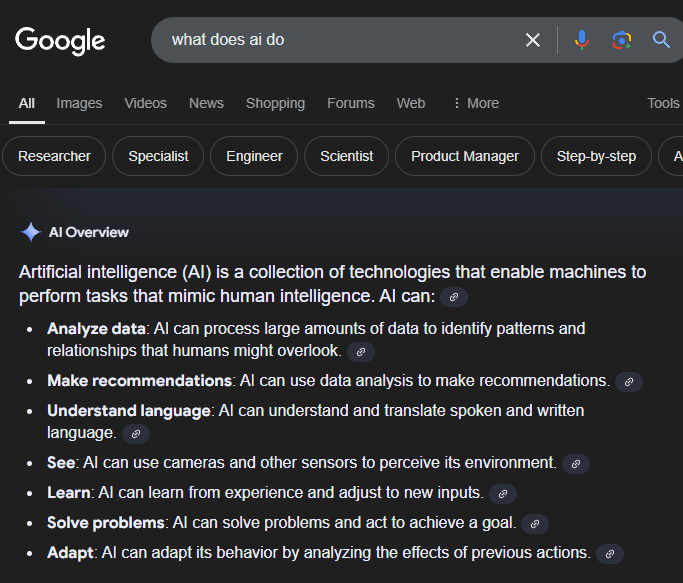 Google
what does ai do
All Images Videos News Shopping Forums Web More Tools
Researcher Specialist Engineer Scientist Product Manager Step-by-step A
AI Overview
Artificial intelligence (AI) is a collection of technologies that enable machines to
perform tasks that mimic human intelligence. AI can:
• Analyze data: AI can process large amounts of data to identify patterns and
relationships that humans might overlook.
• Make recommendations: AI can use data analysis to make recommendations.
• Understand language: AI can understand and translate spoken and written
language.
• See: AI can use cameras and other sensors to perceive its environment.
• Learn: AI can learn from experience and adjust to new inputs.
• Solve problems: AI can solve problems and act to achieve a goal.
• Adapt: AI can adapt its behavior by analyzing the effects of previous actions.